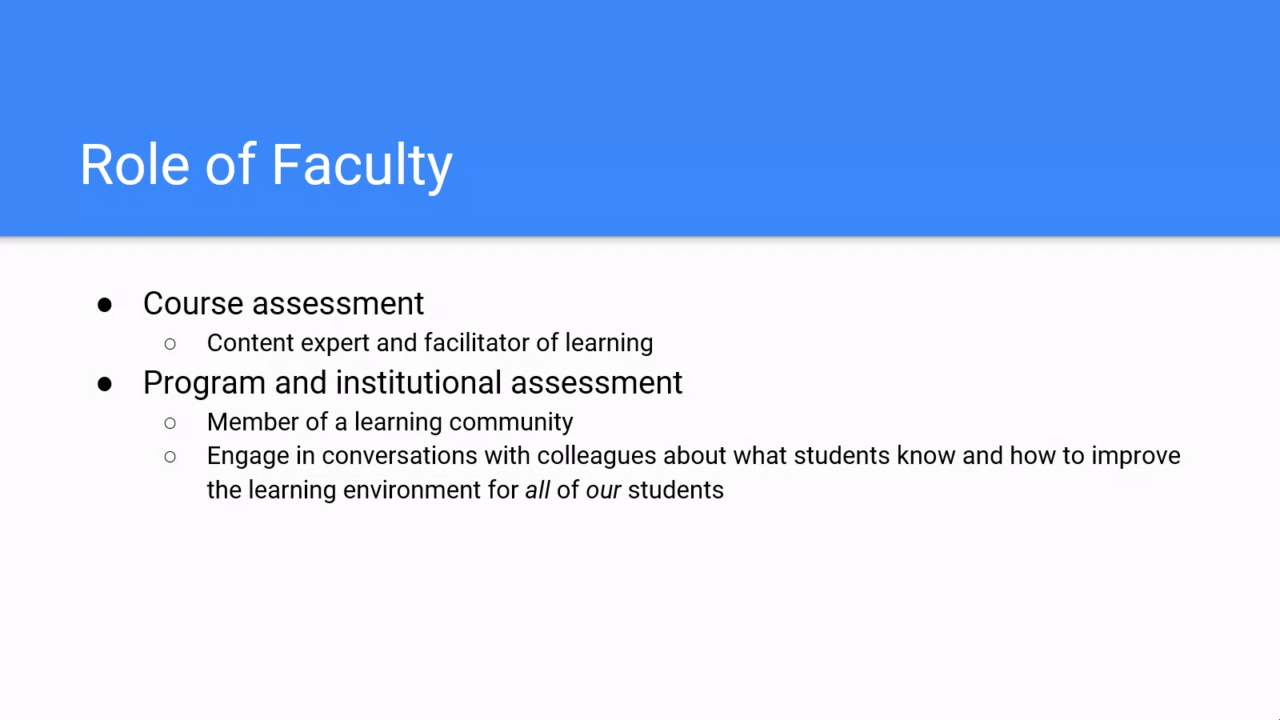 Role of Faculty
● Course assessment
○ Content expert and facilitator of learning
● Program and institutional assessment
○ Member of a learning community
○ Engage in conversations with colleagues about what students know and how to improve
the learning environment for all of our students